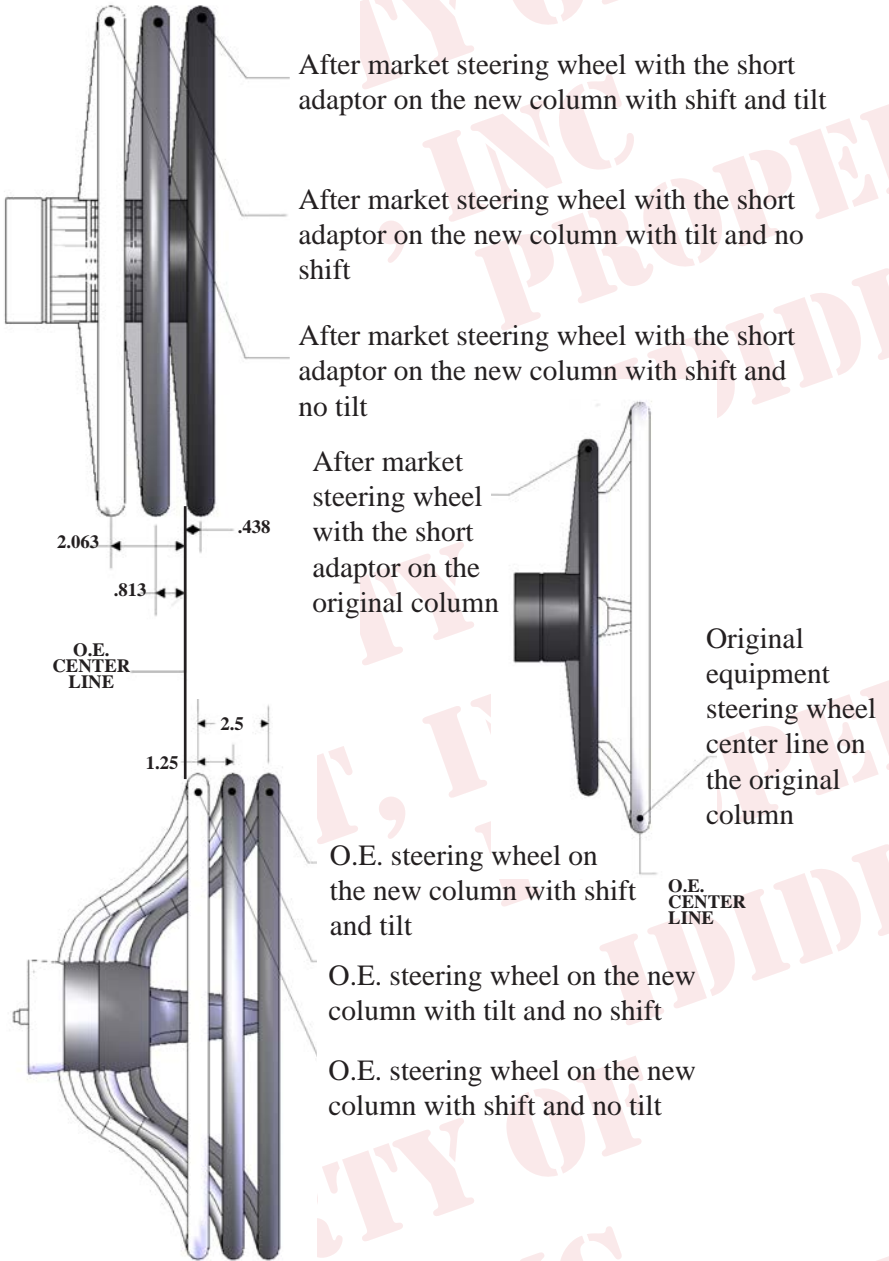 After market steering wheel with the short
adaptor on the new column with shift and tilt
After market steering wheel with the short
adaptor on the new column with tilt and no
shift
After market steering wheel with the short
adaptor on the new column with shift and
no tilt
After market
steering wheel
with the short
adaptor on the
original column
2.063
.438
.813
O.E.
CENTER
LINE
Original
equipment
steering wheel
center line on
the original
column
2.5
1.25
O.E. steering wheel on
the new column with shift
and tilt
O.E.
CENTER
LINE
O.E. steering wheel on the new
column with tilt and no shift
O.E. steering wheel on the new
column with shift and no tilt